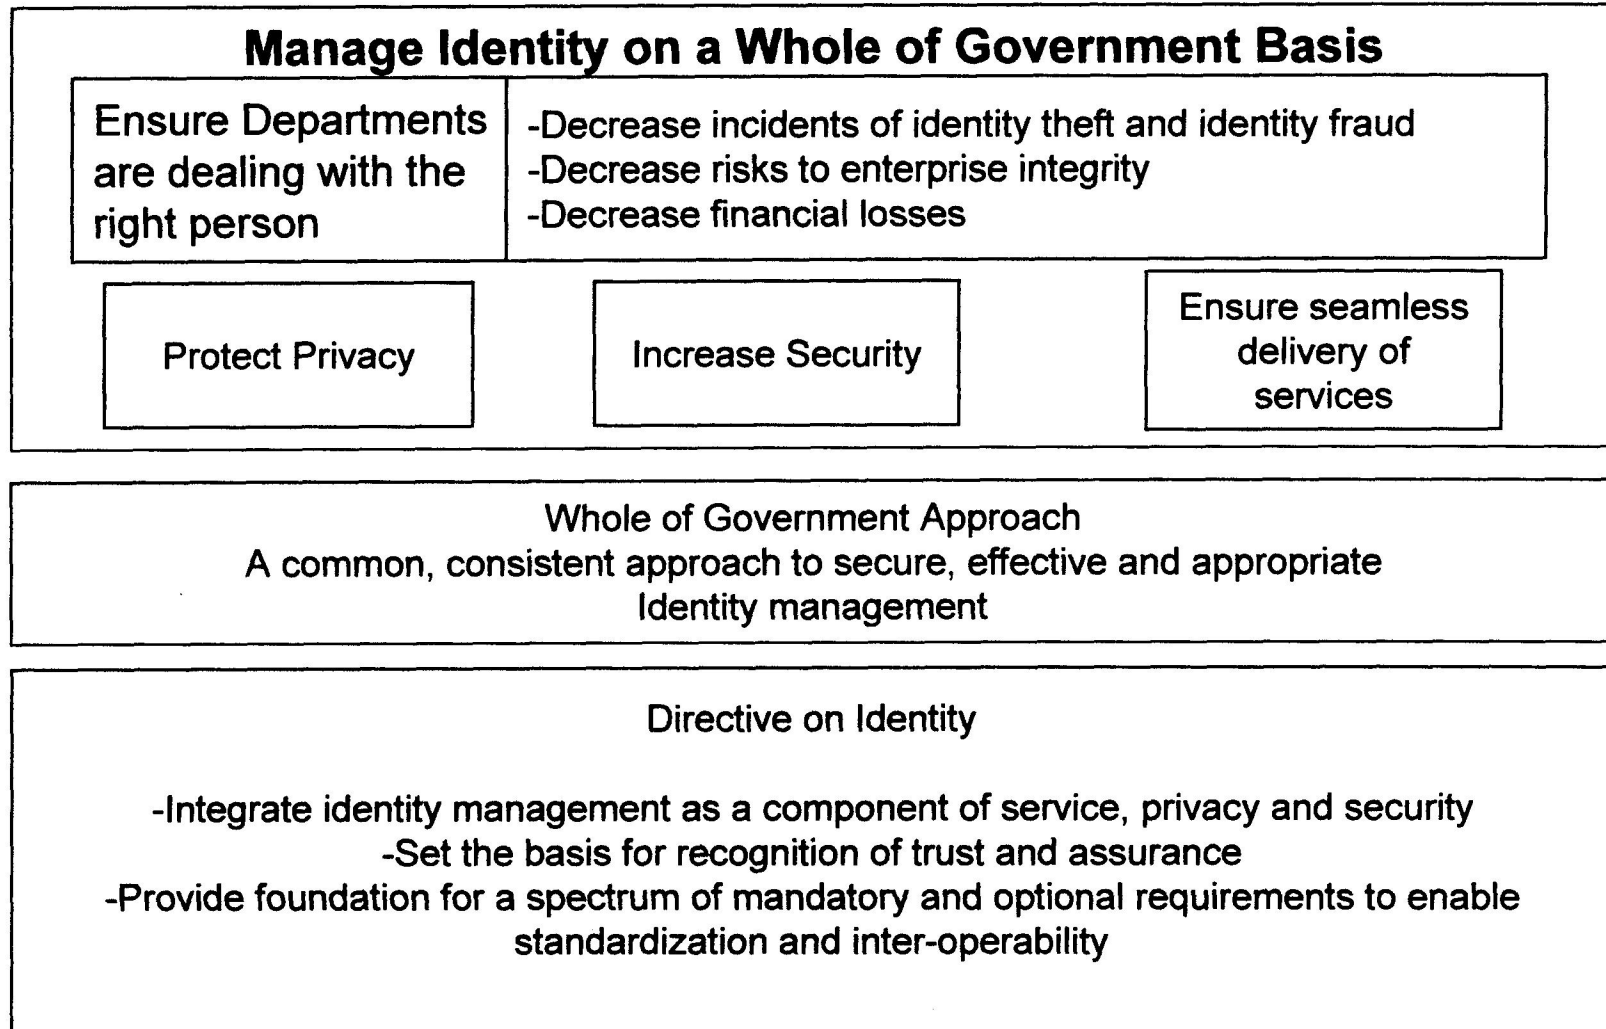 Manage Identity on a Whole of Government Basis
Ensure Departments
are dealing with the
right person
-Decrease incidents of identity theft and identity fraud
-Decrease risks to enterprise integrity
-Decrease financial losses
Protect Privacy
Increase Security
Ensure seamless
delivery of
services
Whole of Government Approach
A common, consistent approach to secure, effective and appropriate
Identity management
Directive on Identity
-Integrate identity management as a component of service, privacy and security
-Set the basis for recognition of trust and assurance
-Provide foundation for a spectrum of mandatory and optional requirements to enable
standardization and inter-operability